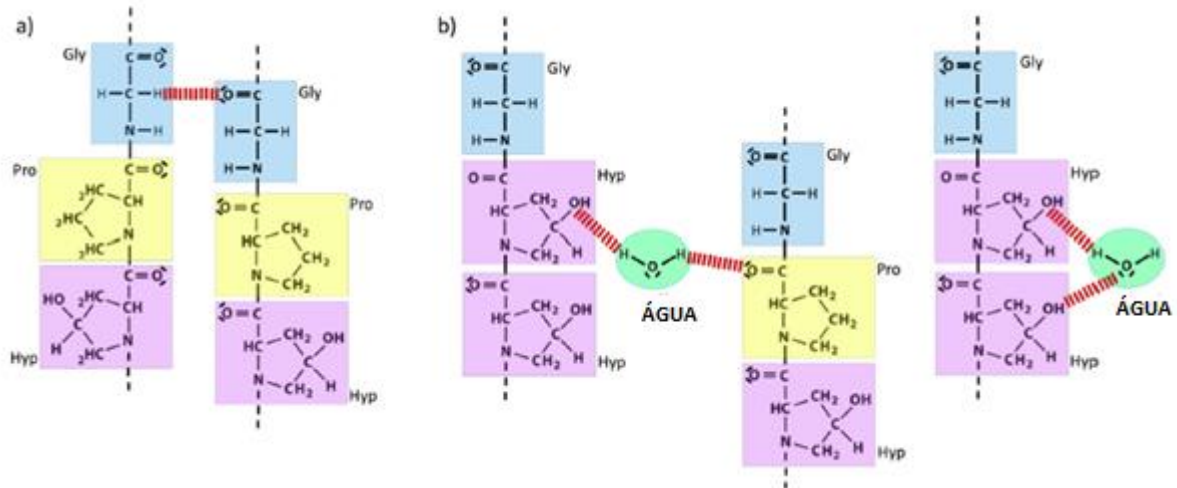 a)
Gly
C=O
H-C-H
N-H
Pro
C=O
CH
N
Hyp
C=O
HO
C
CH
H
N
Gly
O=C
H-C-H
H-N
Pro
O=C
HC
CH₂
CH₂
CH₂
N
Hyp
O=C
HC
CH₂
OH
C
H
N
CH₂
b)
Gly
O=C
H-C-H
H-N
Hyp
O=C
HC
CH₂
OH
C
H
N
CH₂
Hyp
O=C
HC
CH₂
OH
C
H
N
CH₂
H
O
H
ÁGUA
Gly
O=C
H-C-H
H-N
Pro
O=C
HC
CH₂
CH₂
CH₂
N
Hyp
O=C
HC
CH₂
OH
C
H
N
CH₂
Gly
O=C
H-C-H
H-N
Hyp
O=C
HC
CH₂
OH
C
H
N
CH₂
Hyp
O=C
HC
CH₂
OH
C
H
N
CH₂
H
O
H
ÁGUA